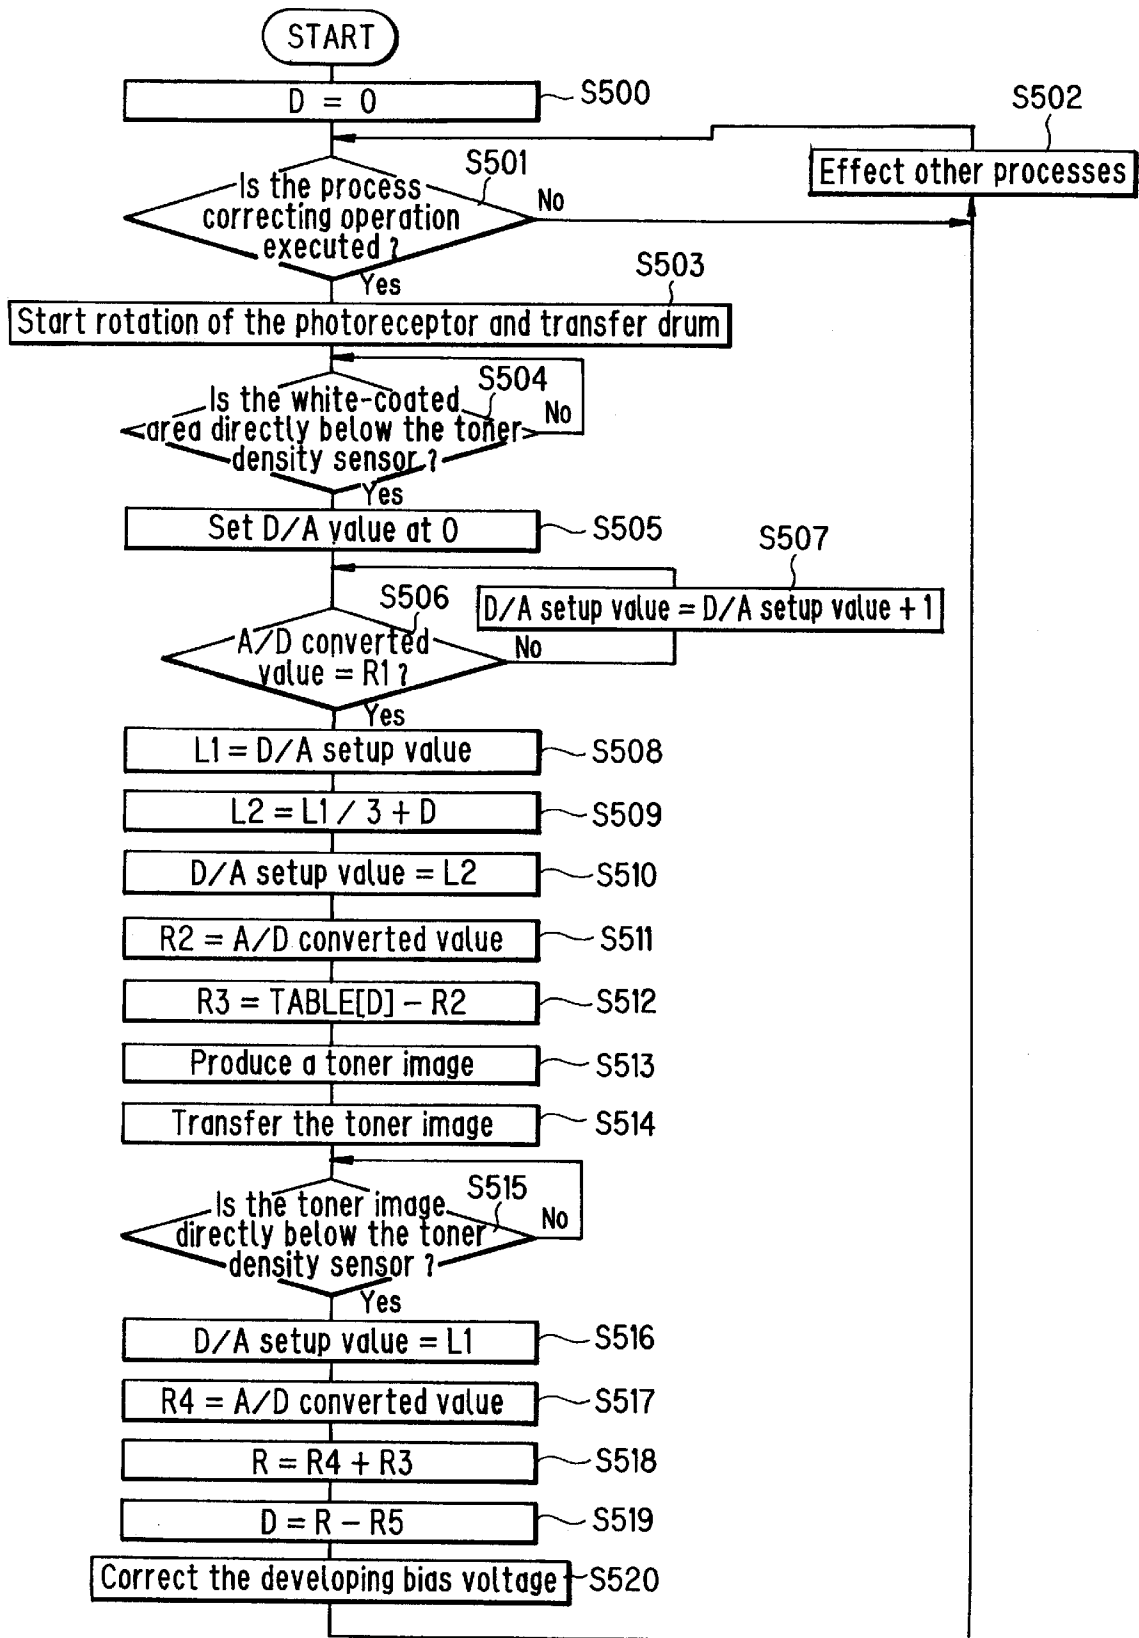 START
D = 0
S500
S502
Effect other processes
S501
Is the process
correcting operation
executed ?
No
Yes
S503
Start rotation of the photoreceptor and transfer drum
S504
Is the white-coated
area directly below the toner
density sensor ?
No
Yes
Set D/A value at 0
S505
S507
D/A setup value = D/A setup value + 1
S506
A/D converted
value = R1 ?
No
Yes
L1 = D/A setup value
S508
L2 = L1 / 3 + D
S509
D/A setup value = L2
S510
R2 = A/D converted value
S511
R3 = TABLE[D] - R2
S512
Produce a toner image
S513
Transfer the toner image
S514
S515
Is the toner image
directly below the toner
density sensor ?
No
Yes
D/A setup value = L1
S516
R4 = A/D converted value
S517
R = R4 + R3
S518
D = R - R5
S519
Correct the developing bias voltage
S520